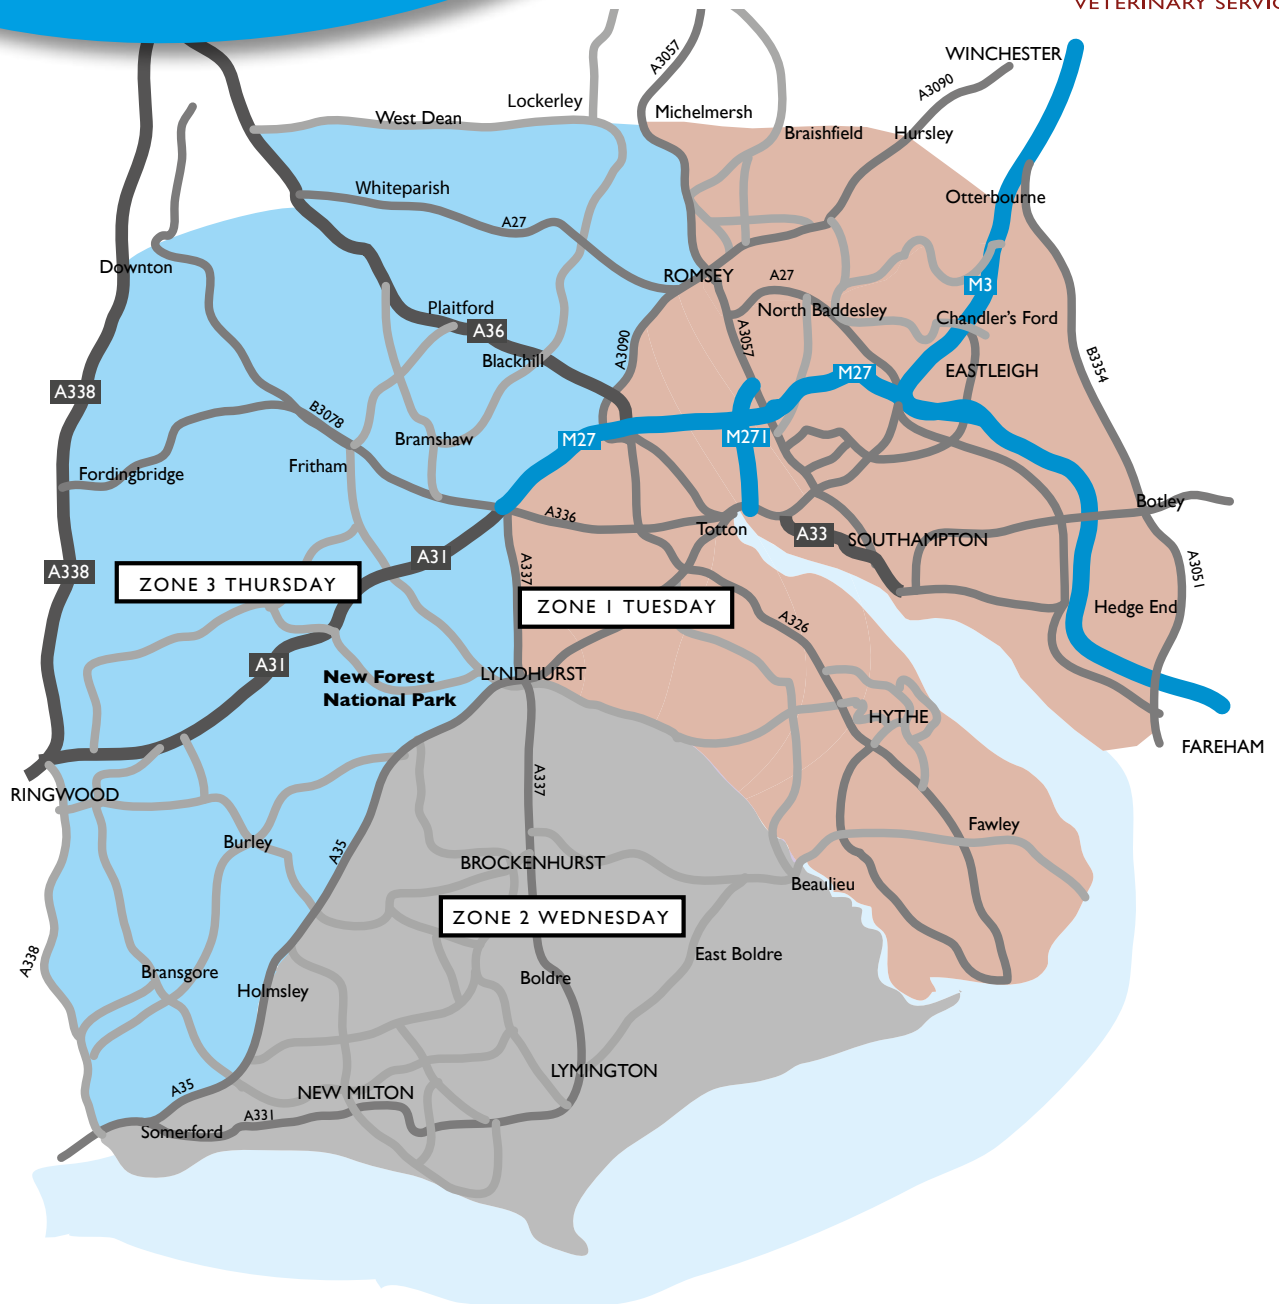 VETERINARY
WINCHESTER
A3057
A3090
Lockerley
Michelmersh
West Dean
Braishfield
Hursley
Whiteparish
Otterbourne
A27
Downton
ROMSEY
A27
M3
Plaitford
North Baddesley
Chandler's Ford
A36
A3057
A3090
Blackhill
B3354
EASTLEIGH
M27
A338
B3078
Bramshaw
M27
M271
Fritham
Fordingbridge
Botley
A336
Totton
A33
SOUTHAMPTON
A31
A337
A338
A3051
ZONE 3 THURSDAY
ZONE 1 TUESDAY
Hedge End
A326
A31
New Forest
National Park
LYNDHURST
HYTHE
FAREHAM
A337
RINGWOOD
Fawley
Burley
A35
BROCKENHURST
Beaulieu
ZONE 2 WEDNESDAY
A338
East Boldre
Bransgore
Boldre
Holmsley
LYMINGTON
A35
NEW MILTON
A331
Somerford